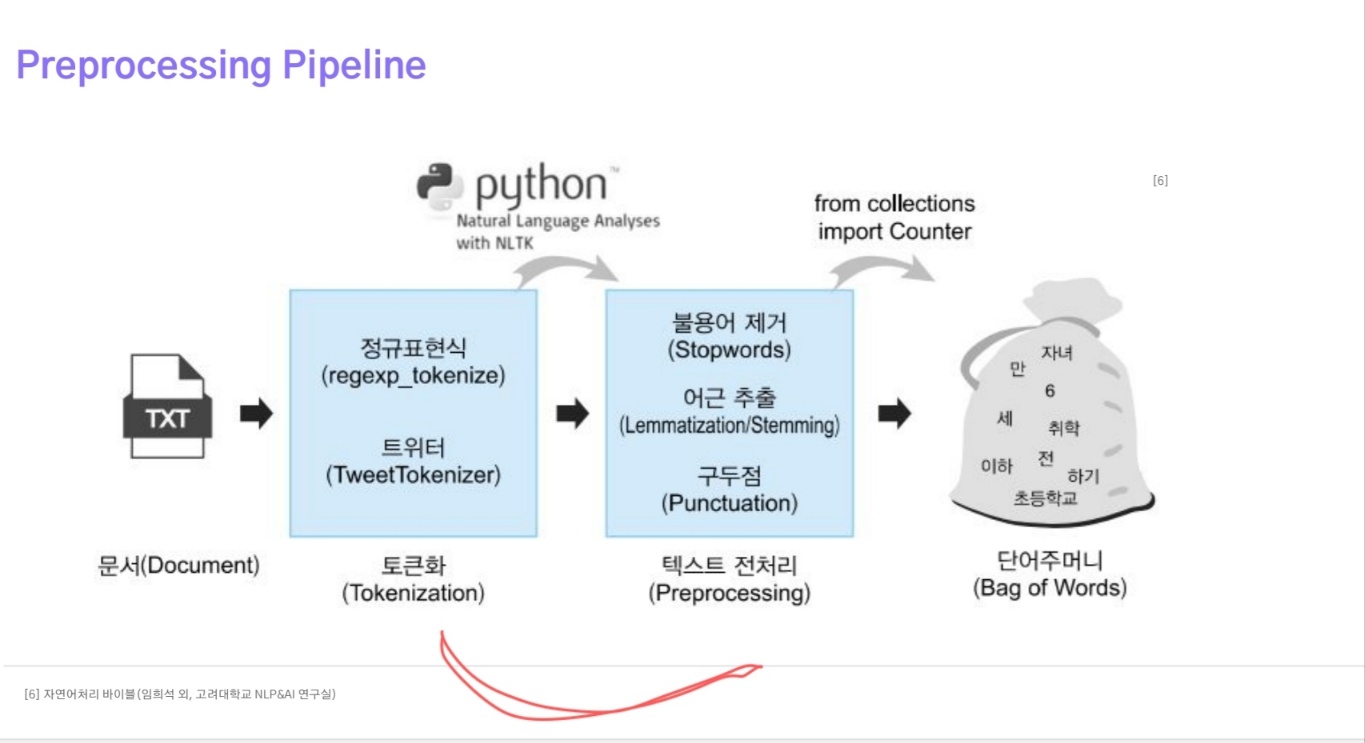 Preprocessing Pipeline
python™
Natural Language Analyses
with NLTK
from collections
import Counter
[6]
TXT
정규표현식
(regexp_tokenize)
트위터
(TweetTokenizer)
불용어 제거
(Stopwords)
어근 추출
(Lemmatization/Stemming)
구두점
(Punctuation)
자녀
만
6
세
취학
이하
전
하기
초등학교
문서(Document)
토큰화
(Tokenization)
텍스트 전처리
(Preprocessing)
단어주머니
(Bag of Words)
[6] 자연어처리 바이블(임희석 외, 고려대학교 NLP&AI 연구실)